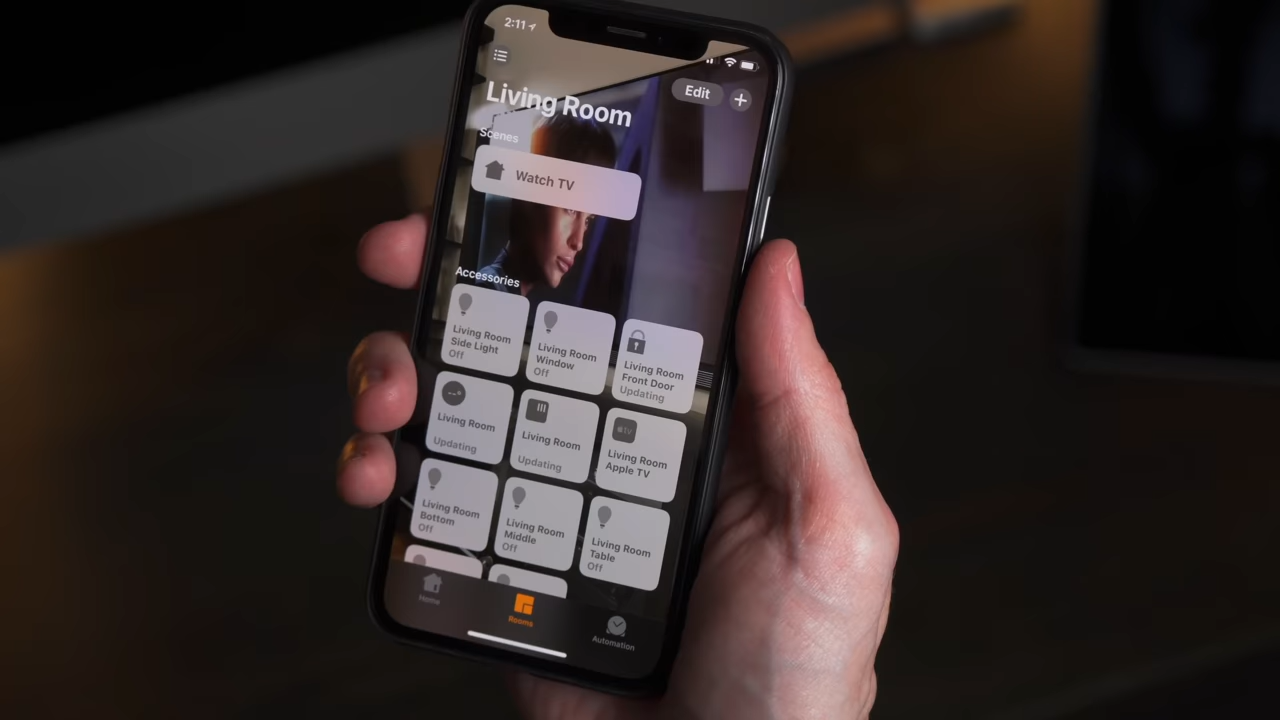 2:11
Edit
Living Room
Scenes
Watch TV
Accessories
Living Room
Side Light
Off
Living Room
Window
Off
Living Room
Front Door
Updating
--°
Living Room
Updating
Living Room
Updating
tv
Living Room
Apple TV
Living Room
Bottom
Off
Living Room
Middle
Off
Living Room
Table
Off
Home
Rooms
Automation